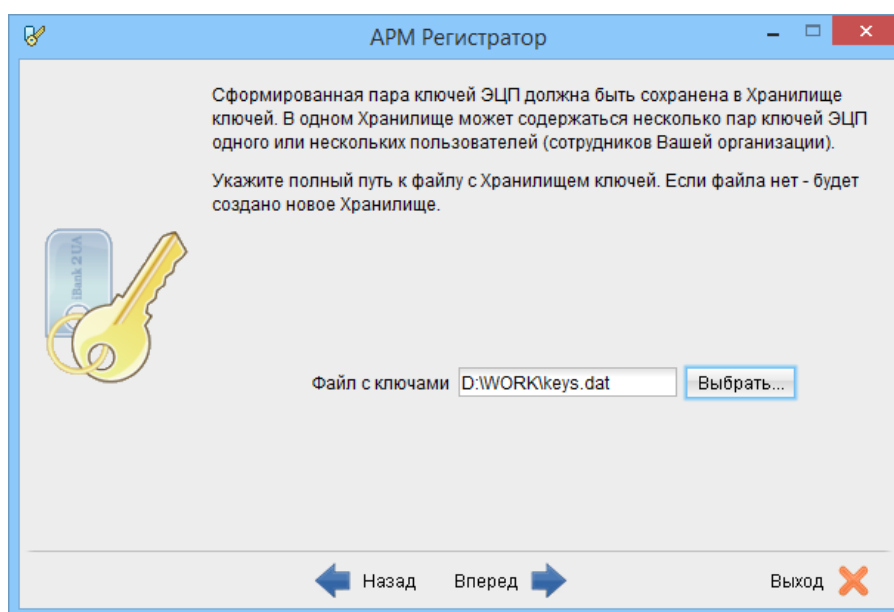 АРМ Регистратор
Сформированная пара ключей ЭЦП должна быть сохранена в Хранилище
ключей. В одном Хранилище может содержаться несколько пар ключей ЭЦП
одного или нескольких пользователей (сотрудников Вашей организации).
Укажите полный путь к файлу с Хранилищем ключей. Если файла нет - будет
создано новое Хранилище.
iBank 2 UA
Файл с ключами D:\WORK\keys.dat Выбрать...
Назад Вперед Выход